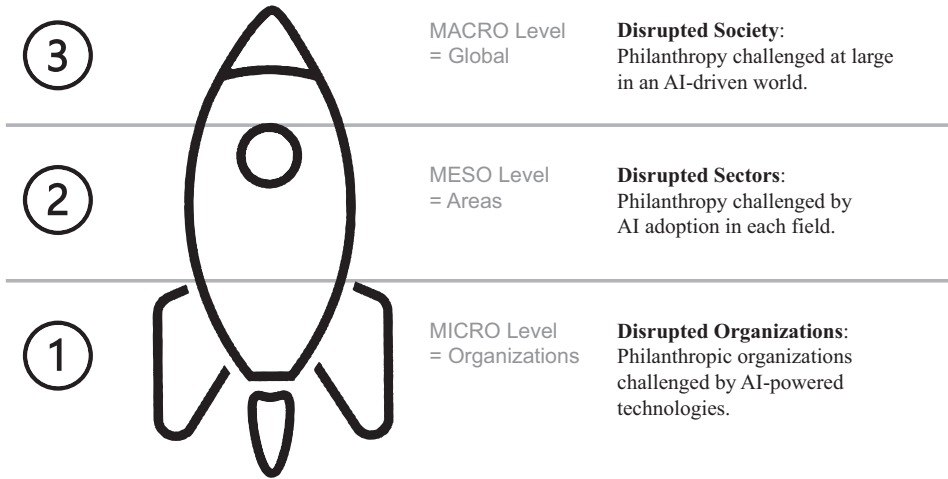 3
MACRO Level
= Global
Disrupted Society:
Philanthropy challenged at large
in an AI-driven world.
2
MESO Level
= Areas
Disrupted Sectors:
Philanthropy challenged by
AI adoption in each field.
1
MICRO Level
= Organizations
Disrupted Organizations:
Philanthropic organizations
challenged by AI-powered
technologies.